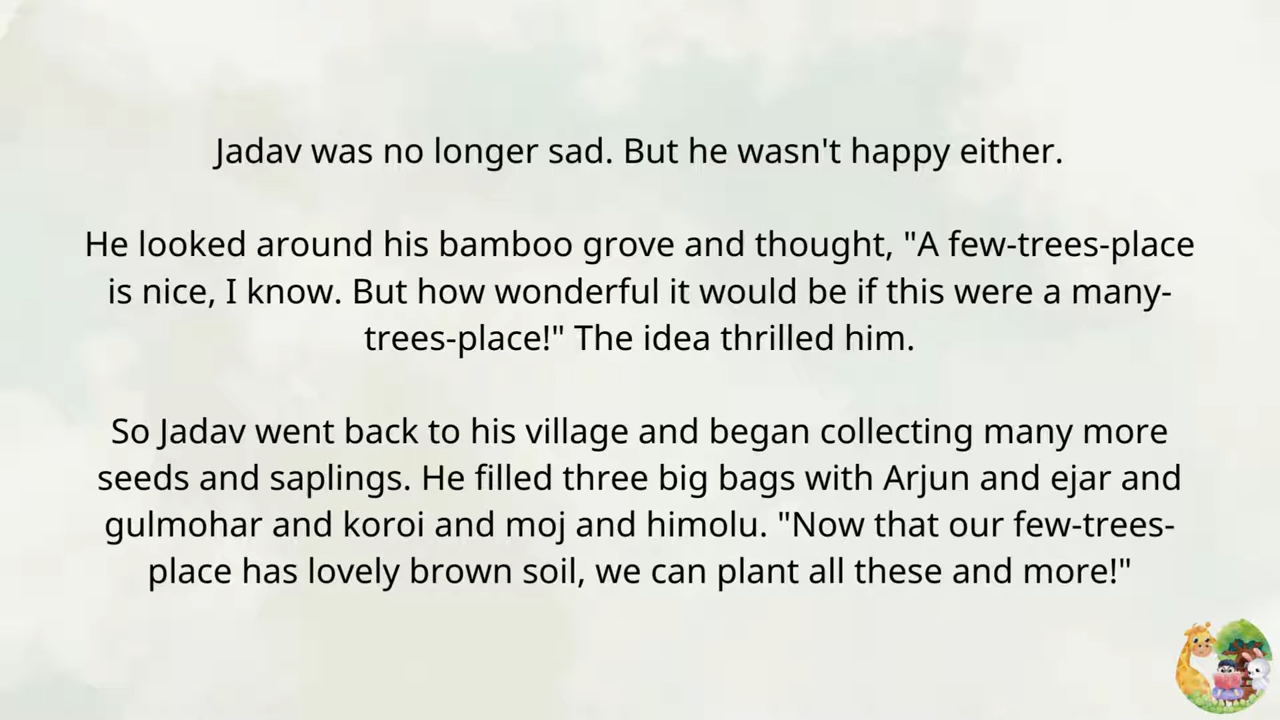 Jadav was no longer sad. But he wasn't happy either.
He looked around his bamboo grove and thought, "A few-trees-place
is nice, I know. But how wonderful it would be if this were a many-
trees-place!" The idea thrilled him.
So Jadav went back to his village and began collecting many more
seeds and saplings. He filled three big bags with Arjun and ejar and
gulmohar and koroi and moj and himolu. "Now that our few-trees-
place has lovely brown soil, we can plant all these and more!"